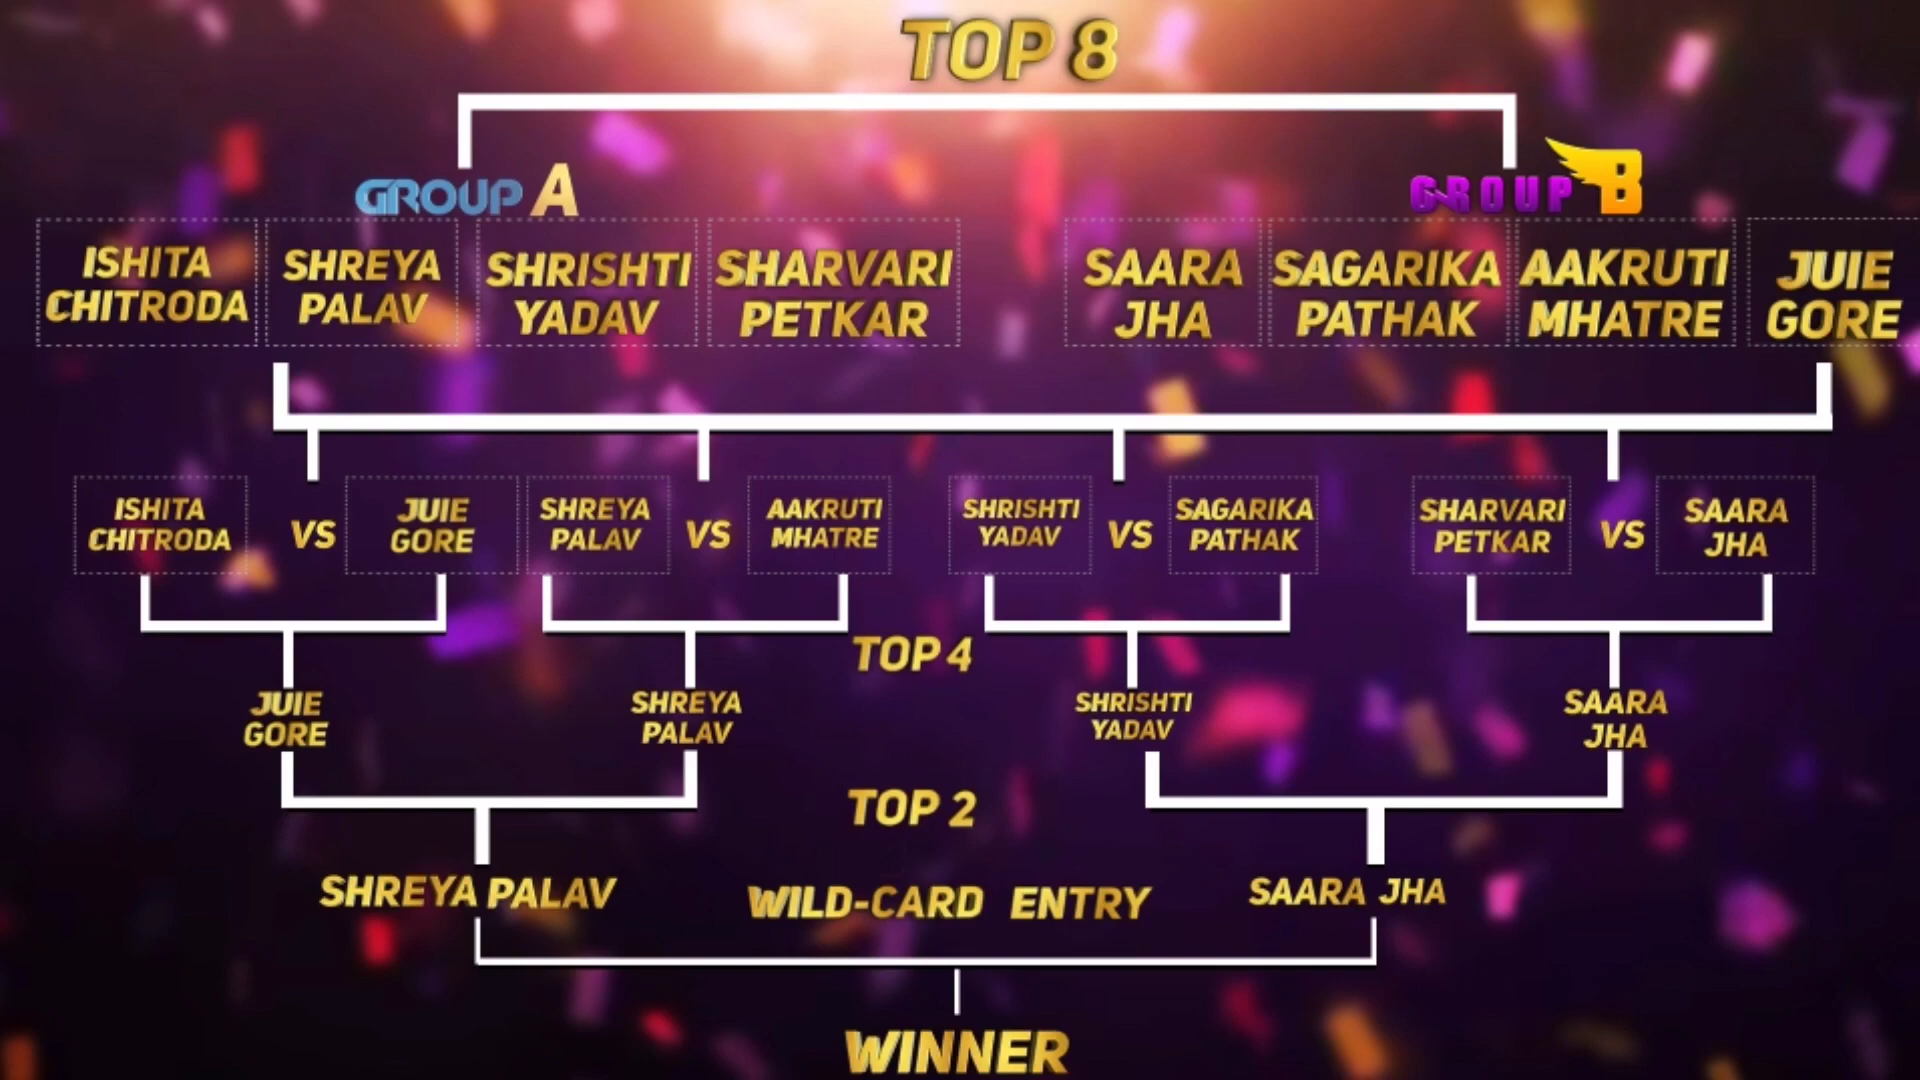 TOP 8
GROUP A
GROUP B
ISHITA
CHITRODA
SHREYA
PALAV
SHRISHTI
YADAV
SHARVARI
PETKAR
SAARA
JHA
SAGARIKA
PATHAK
AAKRUTI
MHATRE
JUIE
GORE
ISHITA
CHITRODA
VS
JUIE
GORE
SHREYA
PALAV
VS
AAKRUTI
MHATRE
SHRISHTI
YADAV
VS
SAGARIKA
PATHAK
SHARVARI
PETKAR
VS
SAARA
JHA
TOP 4
JUIE
GORE
SHREYA
PALAV
SHRISHTI
YADAV
SAARA
JHA
TOP 2
SHREYA PALAV
WILD-CARD ENTRY
SAARA JHA
WINNER